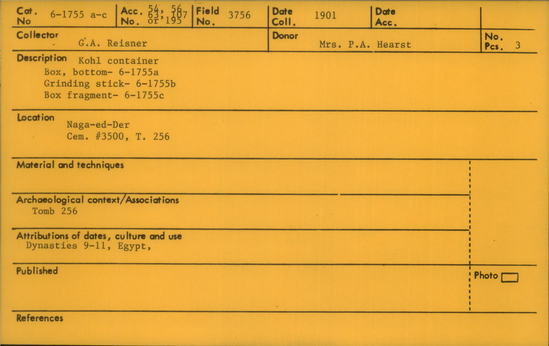 Cat. No 6-1755 a-c Acc. No. 54, 56 63, 107 or 195 Field No. 3756 Date Coll. 1901 Date Acc.
Collector G.A. Reisner Donor Mrs. P.A. Hearst No. Pcs. 3
Description Kohl container
Box, bottom- 6-1755a
Grinding stick- 6-1755b
Box fragment- 6-1755c
Location Naga-ed-Der
Cem. #3500, T. 256
Material and techniques
Archaeological context/Associations
Tomb 256
Attributions of dates, culture and use
Dynasties 9-11, Egypt,
Published Photo
References